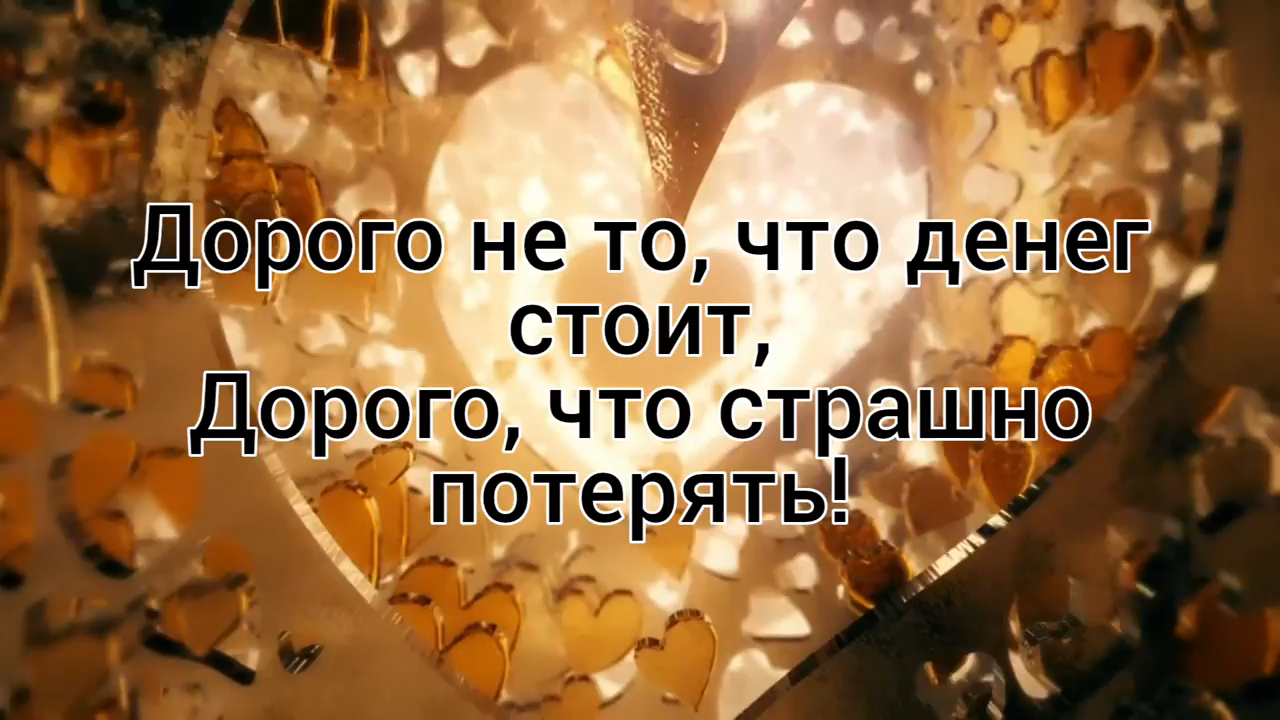 Дорого не то, что денег
стоит,
Дорого, что страшно
потерять!